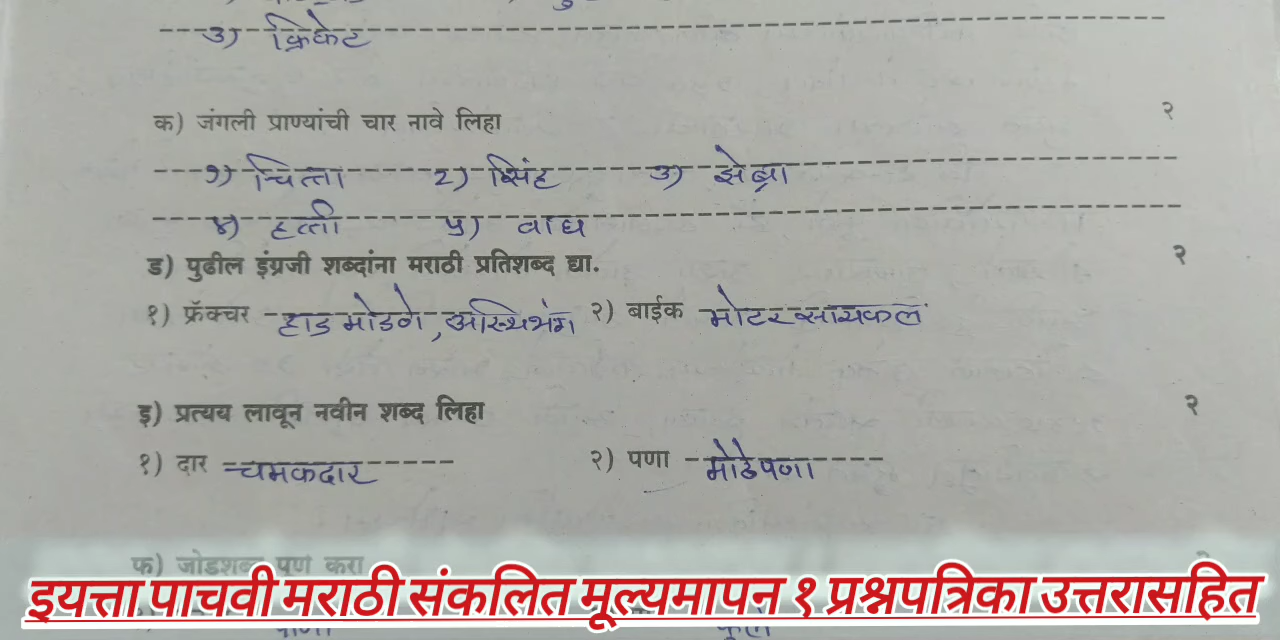 ३) क्रिकेट
क) जंगली प्राण्यांची चार नावे लिहा २
१) चित्ता २) सिंह ३) झेब्रा
४) हत्ती ५) वाघ
ड) पुढील इंग्रजी शब्दांना मराठी प्रतिशब्द द्या. २
१) फ्रॅक्चर हाड मोडणे, अस्थिभंग २) बाईक मोटर सायकल
इ) प्रत्यय लावून नवीन शब्द लिहा २
१) दार चमकदार २) पणा मोठेपणा
फ) जोडशब्द पूर्ण करा
इयत्ता पाचवी मराठी संकलित मूल्यमापन १ प्रश्नपत्रिका उत्तरासहित